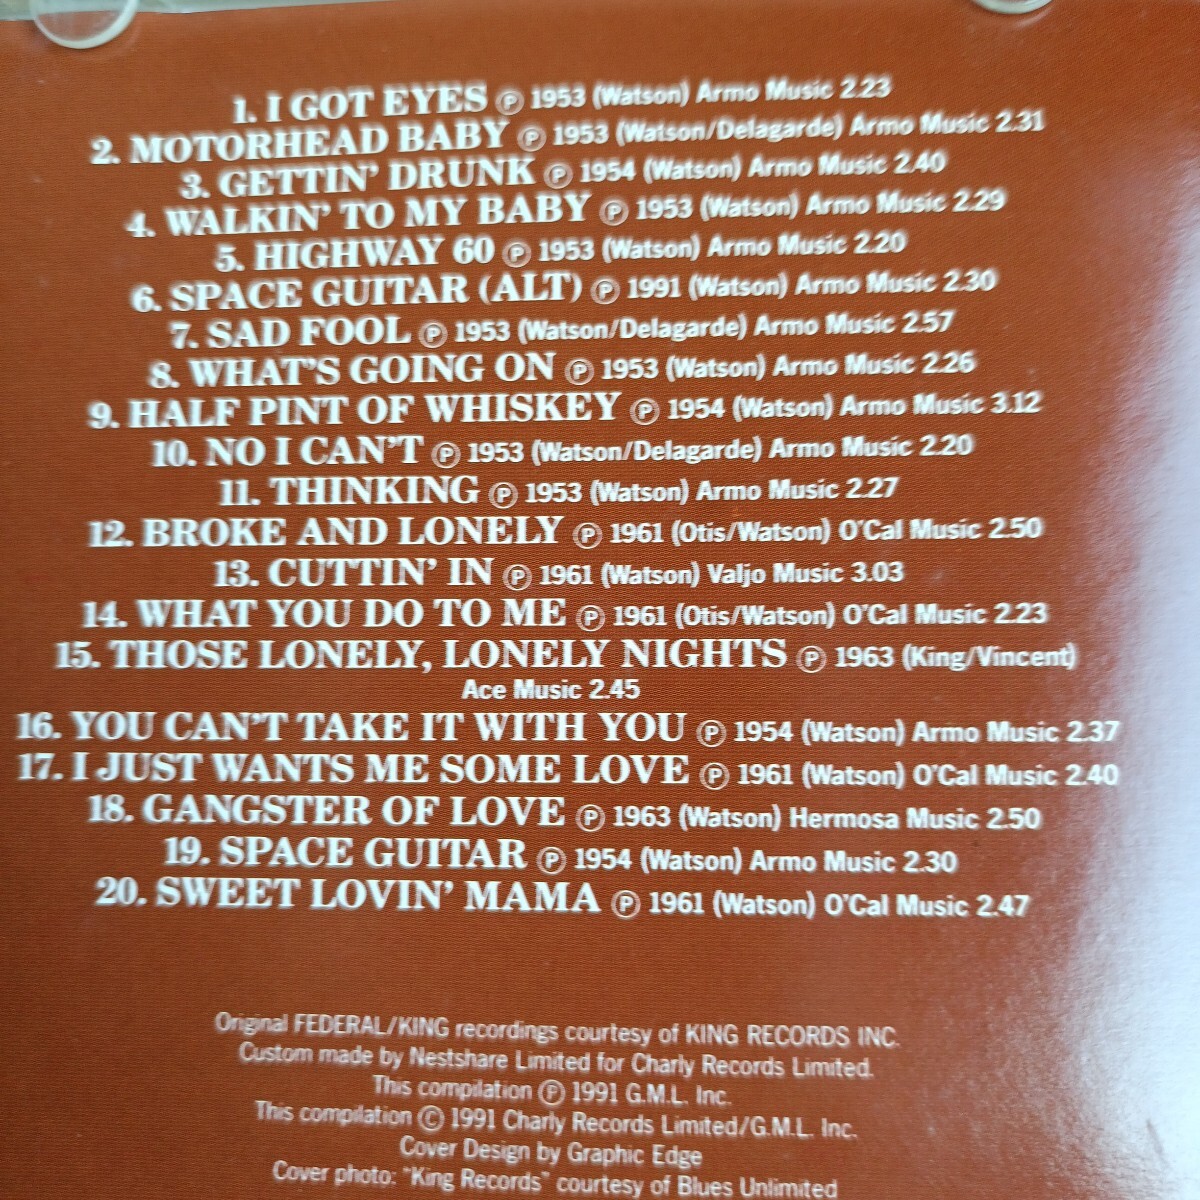 1. I GOT EYES ℗ 1953 (Watson) Armo Music 2.23
2. MOTORHEAD BABY ℗ 1953 (Watson/Delagarde) Armo Music 2.31
3. GETTIN' DRUNK ℗ 1954 (Watson) Armo Music 2.40
4. WALKIN' TO MY BABY ℗ 1953 (Watson) Armo Music 2.29
5. HIGHWAY 60 ℗ 1953 (Watson) Armo Music 2.20
6. SPACE GUITAR (ALT) ℗ 1991 (Watson) Armo Music 2.30
7. SAD FOOL ℗ 1953 (Watson/Delagarde) Armo Music 2.57
8. WHAT'S GOING ON ℗ 1953 (Watson) Armo Music 2.26
9. HALF PINT OF WHISKEY ℗ 1954 (Watson) Armo Music 3.12
10. NO I CAN'T ℗ 1953 (Watson/Delagarde) Armo Music 2.20
11. THINKING ℗ 1953 (Watson) Armo Music 2.27
12. BROKE AND LONELY ℗ 1961 (Otis/Watson) O'Cal Music 2.50
13. CUTTIN' IN ℗ 1961 (Watson) Valjo Music 3.03
14. WHAT YOU DO TO ME ℗ 1961 (Otis/Watson) O'Cal Music 2.23
15. THOSE LONELY, LONELY NIGHTS ℗ 1963 (King/Vincent)
Ace Music 2.45
16. YOU CAN'T TAKE IT WITH YOU ℗ 1954 (Watson) Armo Music 2.37
17. I JUST WANTS ME SOME LOVE ℗ 1961 (Watson) O'Cal Music 2.40
18. GANGSTER OF LOVE ℗ 1963 (Watson) Hermosa Music 2.50
19. SPACE GUITAR ℗ 1954 (Watson) Armo Music 2.30
20. SWEET LOVIN' MAMA ℗ 1961 (Watson) O'Cal Music 2.47
Original FEDERAL/KING recordings courtesy of KING RECORDS INC.
Custom made by Nestshare Limited for Charly Records Limited.
This compilation ℗ 1991 G.M.L. Inc.
This compilation © 1991 Charly Records Limited/G.M.L. Inc.
Cover Design by Graphic Edge
Cover photo: "King Records" courtesy of Blues Unlimited